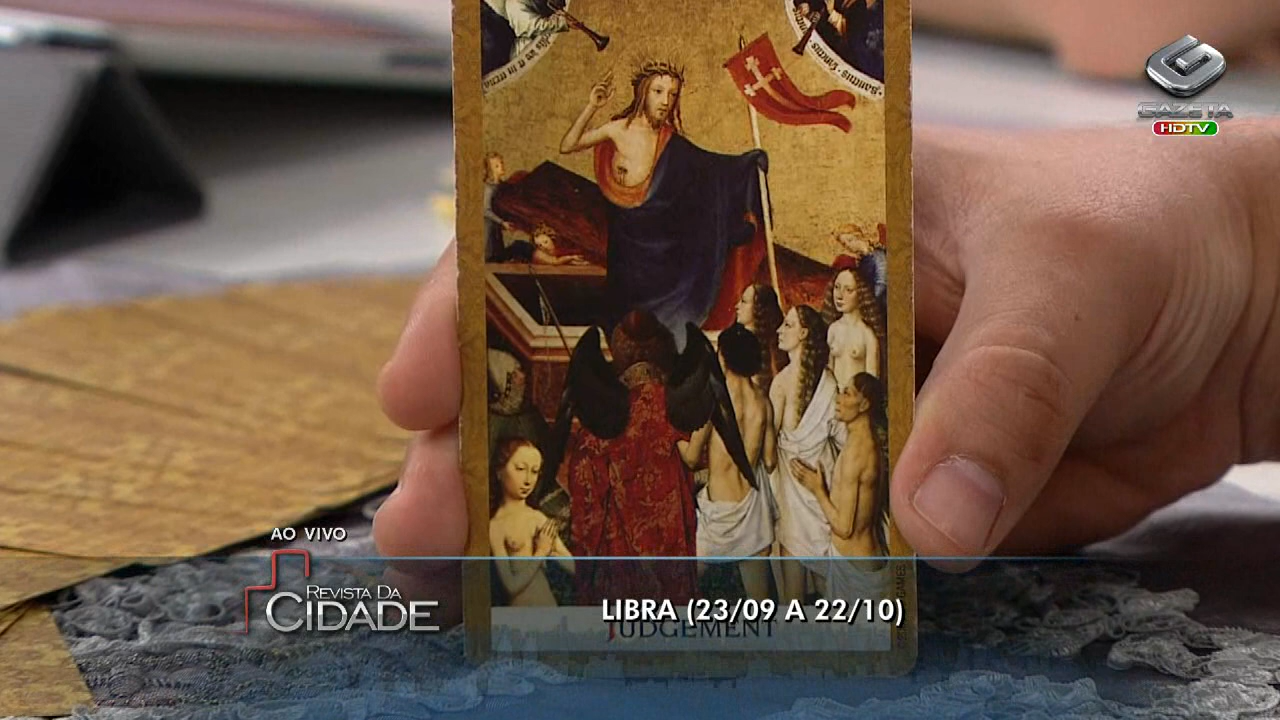 GAZETA
HDTV
AO VIVO
REVISTA DA
CIDADE
LIBRA (23/09 A 22/10)
JUDGEMENT